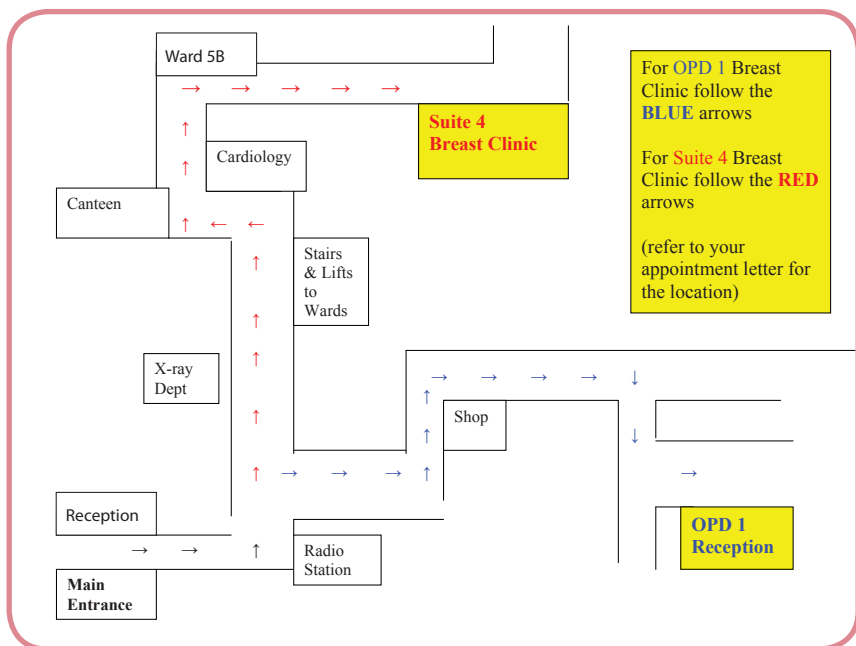 Ward 5B
For OPD 1 Breast
Clinic follow the
BLUE arrows
For Suite 4 Breast
Clinic follow the RED
arrows
(refer to your
appointment letter for
the location)
Suite 4
Breast Clinic
Cardiology
Canteen
Stairs
& Lifts
to
Wards
X-ray
Dept
Shop
Reception
OPD 1
Reception
Radio
Station
Main
Entrance